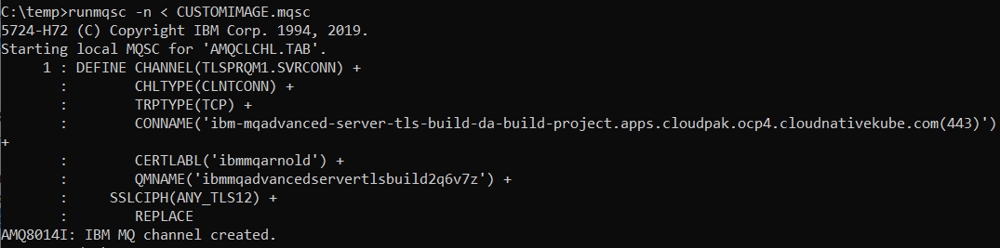 C:\temp>runmqsc -n < CUSTOMIMAGE.mqsc
5724-H72 (C) Copyright IBM Corp. 1994, 2019.
Starting local MQSC for 'AMQCLCHL.TAB'.
1 : DEFINE CHANNEL(TLSPRQM1.SVRCONN) +
: CHLTYPE(CLNTCONN) +
: TRPTYPE(TCP) +
: CONNAME('ibm-mqadvanced-server-tls-build-da-build-project.apps.cloudpak.ocp4.cloudnativekube.com(443)')
+
: CERTLABL('ibmmqarnold') +
: QMNAME('ibmmqadvancedservertlsbuild2q6v7z') +
: SSLCIPH(ANY_TLS12) +
: REPLACE
AMQ8014I: IBM MQ channel created.